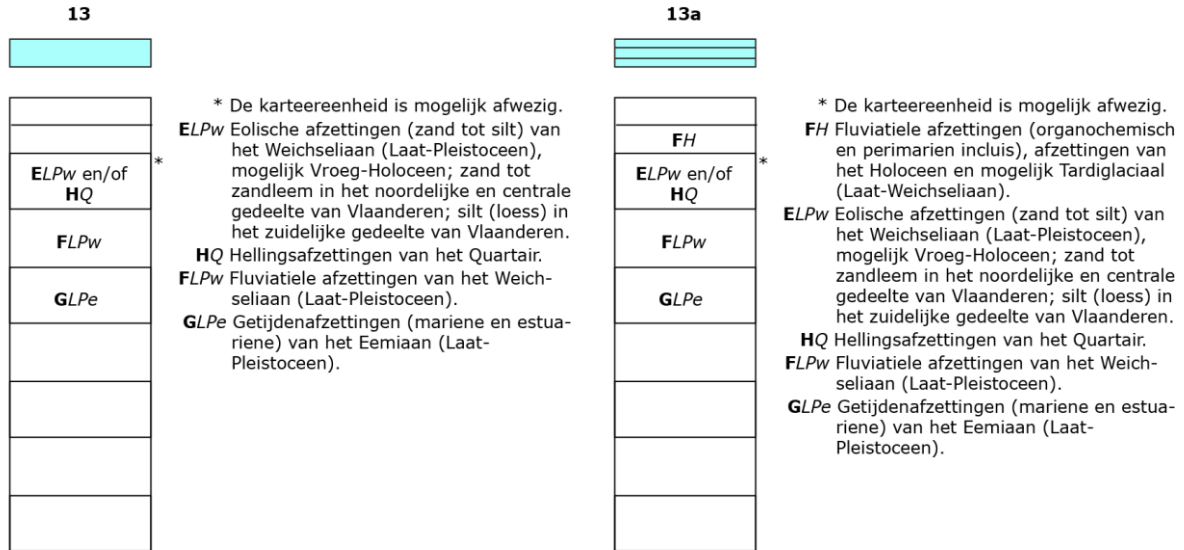 13
* De karteereenheid is mogelijk afwezig.
ELPw Eolische afzettingen (zand tot silt) van
het Weichseliaan (Laat-Pleistoceen),
mogelijk Vroeg-Holoceen; zand tot
zandleem in het noordelijke en centrale
gedeelte van Vlaanderen; silt (loess) in
het zuidelijke gedeelte van Vlaanderen.
HQ Hellingsafzettingen van het Quartair.
FLPw Fluviatiele afzettingen van het Weich-
seliaan (Laat-Pleistoceen).
GLPe Getijdenafzettingen (mariene en estua-
riene) van het Eemiaan (Laat-
Pleistoceen).
ELPw en/of
HQ
*
FLPw
GLPe
13a
* De karteereenheid is mogelijk afwezig.
FH Fluviatiele afzettingen (organochemisch
en perimarien incluis), afzettingen van
het Holoceen en mogelijk Tardiglaciaal
(Laat-Weichseliaan).
ELPw Eolische afzettingen (zand tot silt) van
het Weichseliaan (Laat-Pleistoceen),
mogelijk Vroeg-Holoceen; zand tot
zandleem in het noordelijke en centrale
gedeelte van Vlaanderen; silt (loess) in
het zuidelijke gedeelte van Vlaanderen.
HQ Hellingsafzettingen van het Quartair.
FLPw Fluviatiele afzettingen van het Weich-
seliaan (Laat-Pleistoceen).
GLPe Getijdenafzettingen (mariene en estua-
riene) van het Eemiaan (Laat-
Pleistoceen).
FH
ELPw en/of
HQ
*
FLPw
GLPe